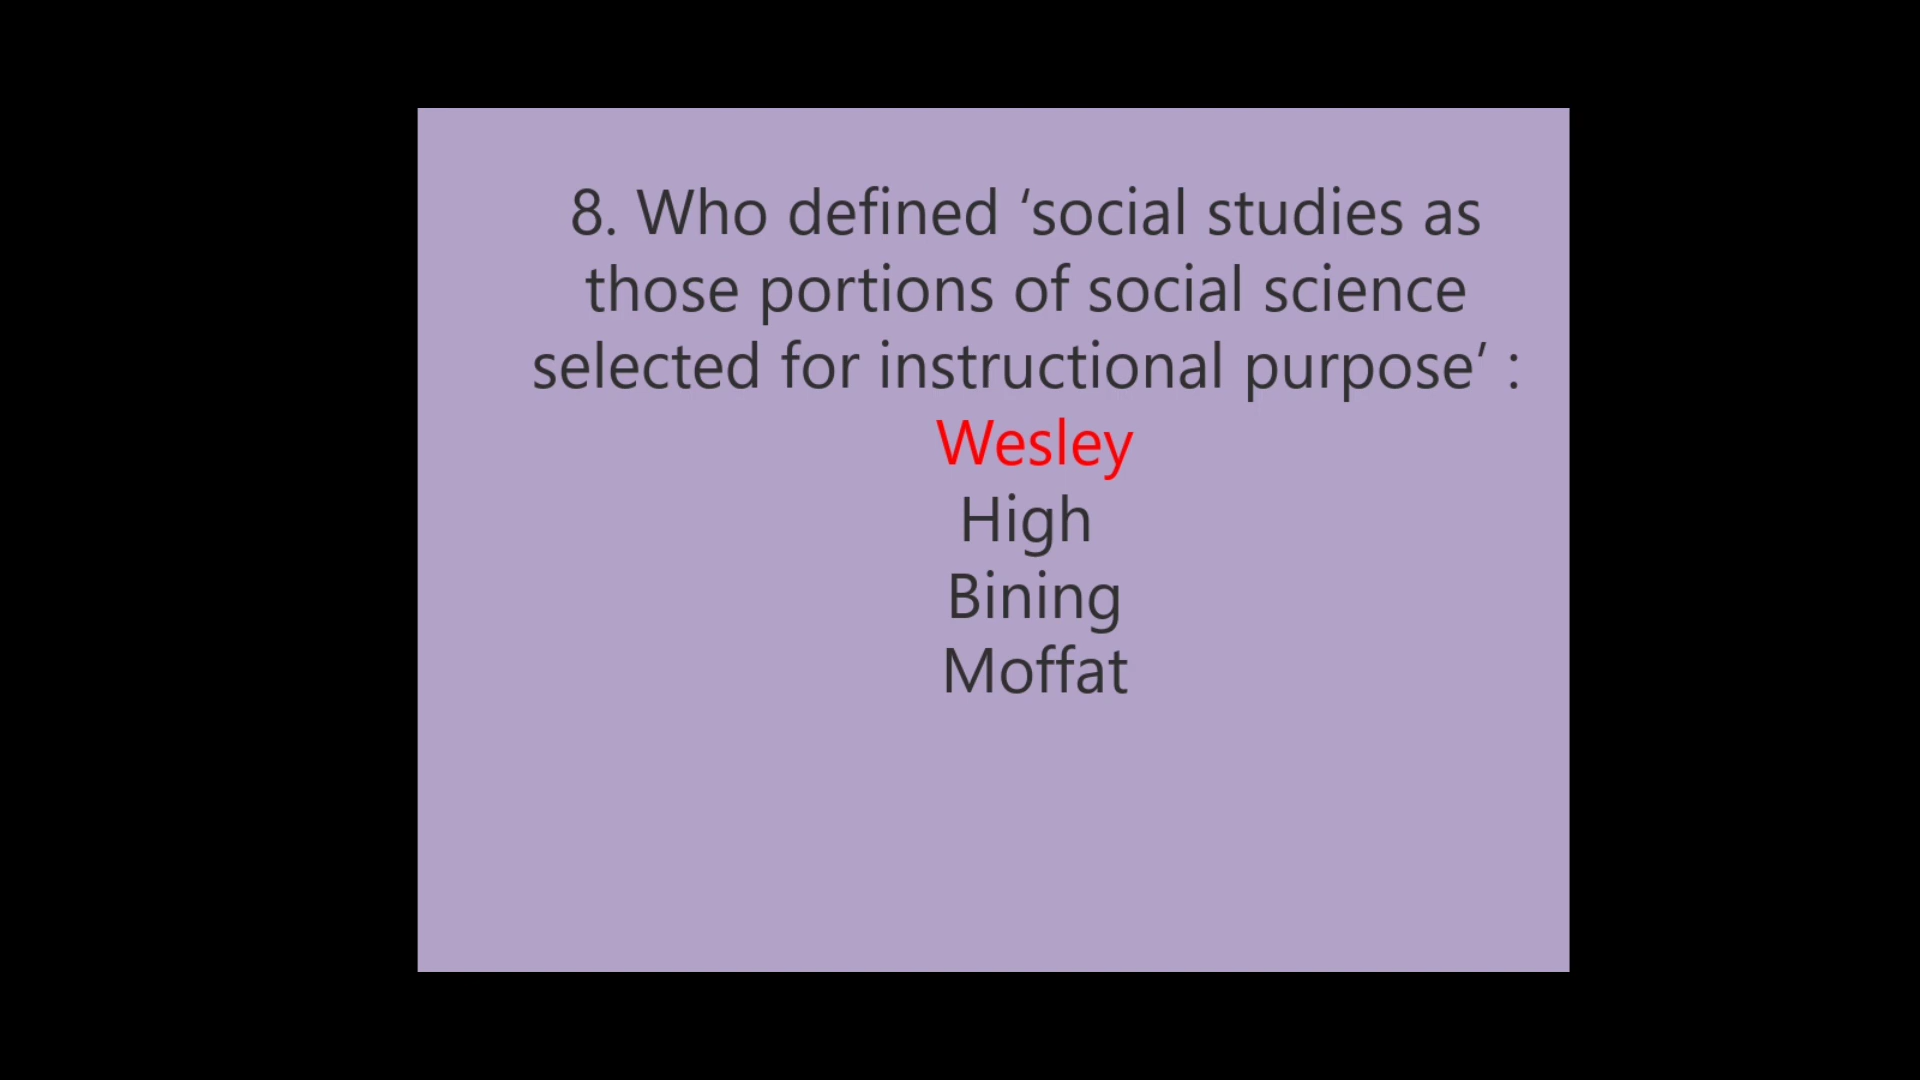 8. Who defined ‘social studies as
those portions of social science
selected for instructional purpose’ :
Wesley
High
Bining
Moffat